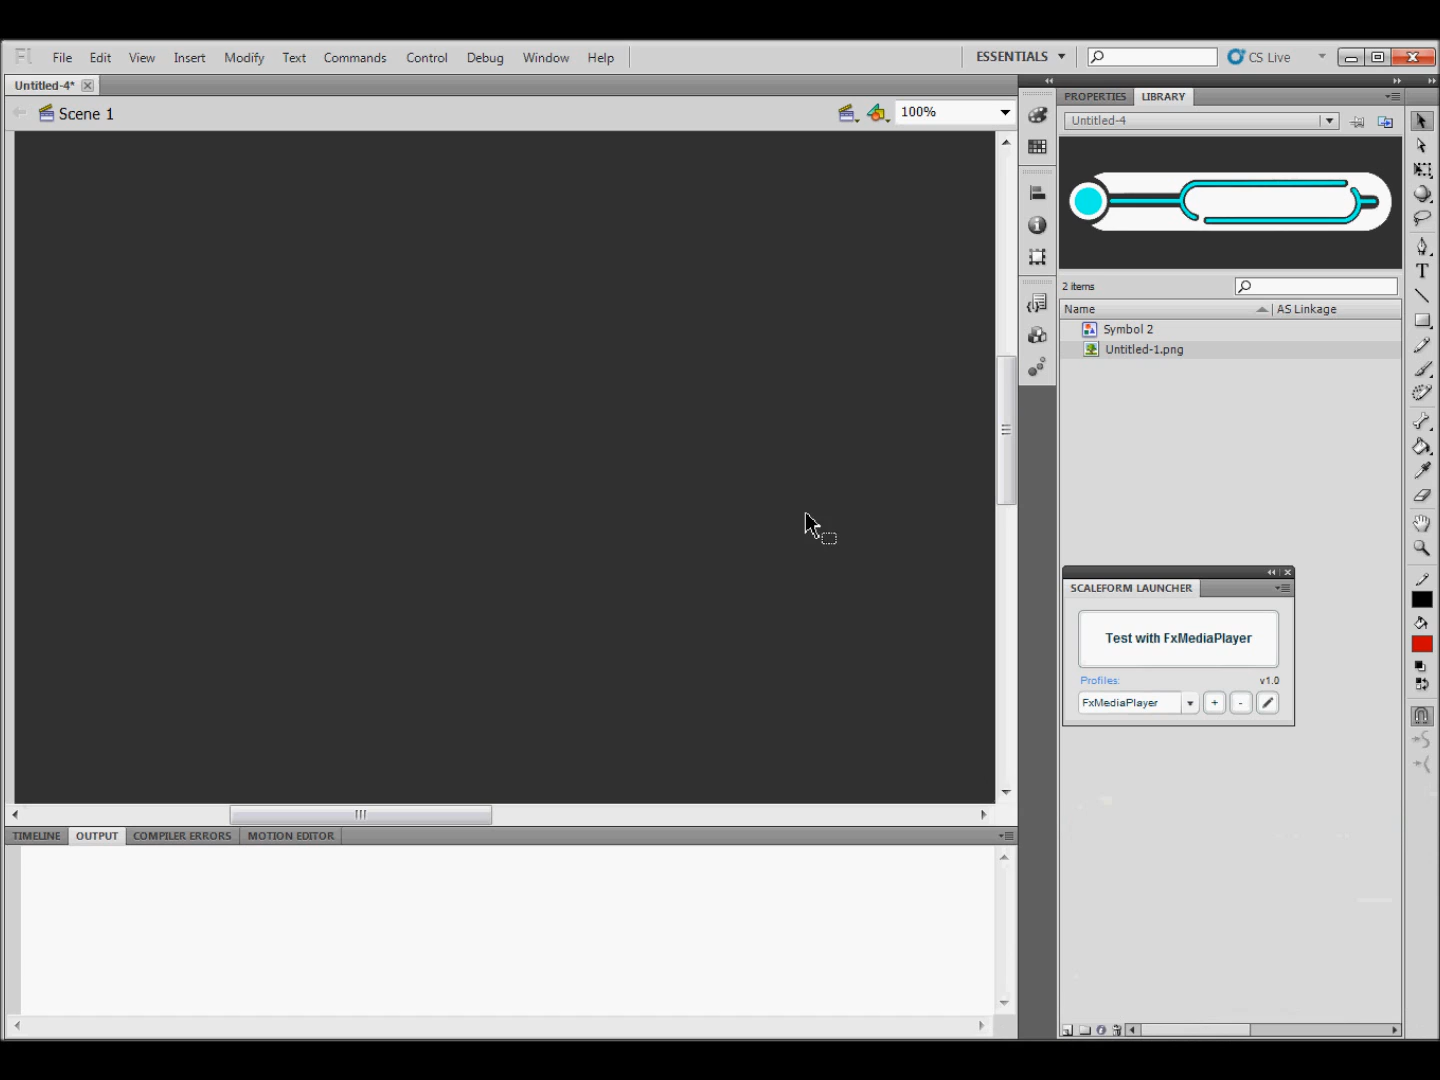 Fl File Edit View Insert Modify Text Commands Control Debug Window Help ESSENTIALS CS Live
Untitled-4*
Scene 1 100%
PROPERTIES LIBRARY
Untitled-4
2 items
Name AS Linkage
Symbol 2
Untitled-1.png
SCALEFORM LAUNCHER
Test with FxMediaPlayer
Profiles: v1.0
FxMediaPlayer + -
TIMELINE OUTPUT COMPILER ERRORS MOTION EDITOR